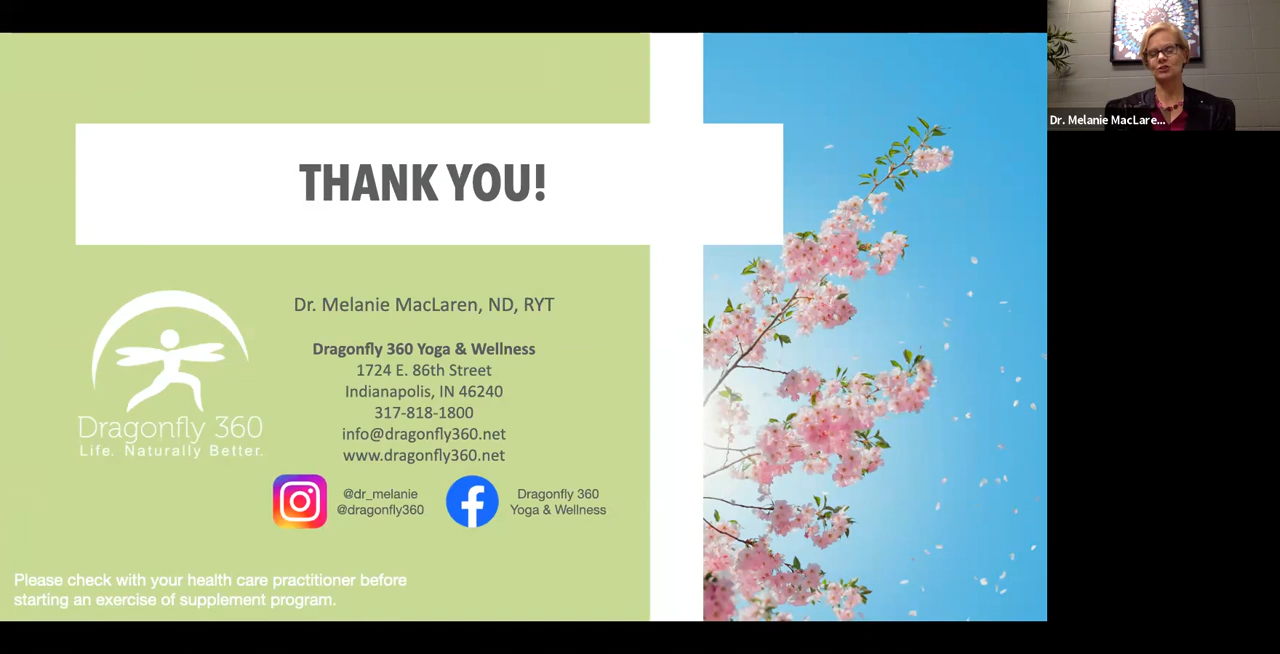 THANK YOU!
Dr. Melanie MacLaren, ND, RYT
Dragonfly 360 Yoga & Wellness
1724 E. 86th Street
Indianapolis, IN 46240
317-818-1800
info@dragonfly360.net
www.dragonfly360.net
Dragonfly 360
Life. Naturally Better.
@dr_melanie
@dragonfly360
Dragonfly 360
Yoga & Wellness
Please check with your health care practitioner before
starting an exercise of supplement program.
Dr. Melanie MacLare...